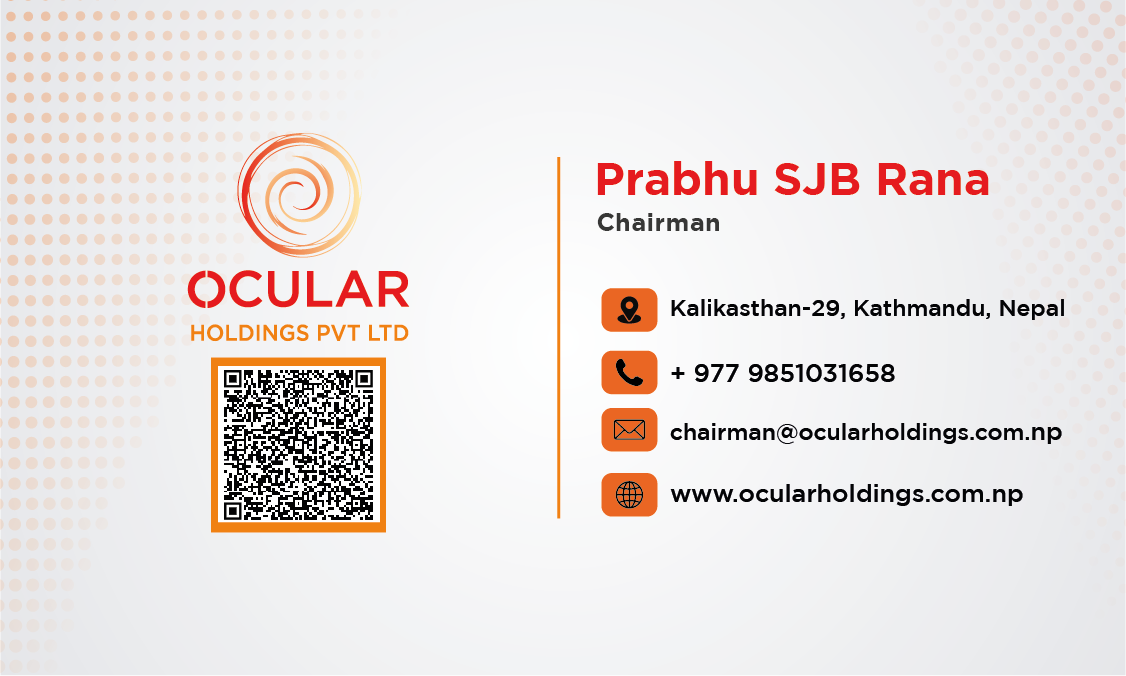 OCULAR
HOLDINGS PVT LTD
Prabhu SJB Rana
Chairman
Kalikasthan-29, Kathmandu, Nepal
+ 977 9851031658
chairman@ocularholdings.com.np
www.ocularholdings.com.np